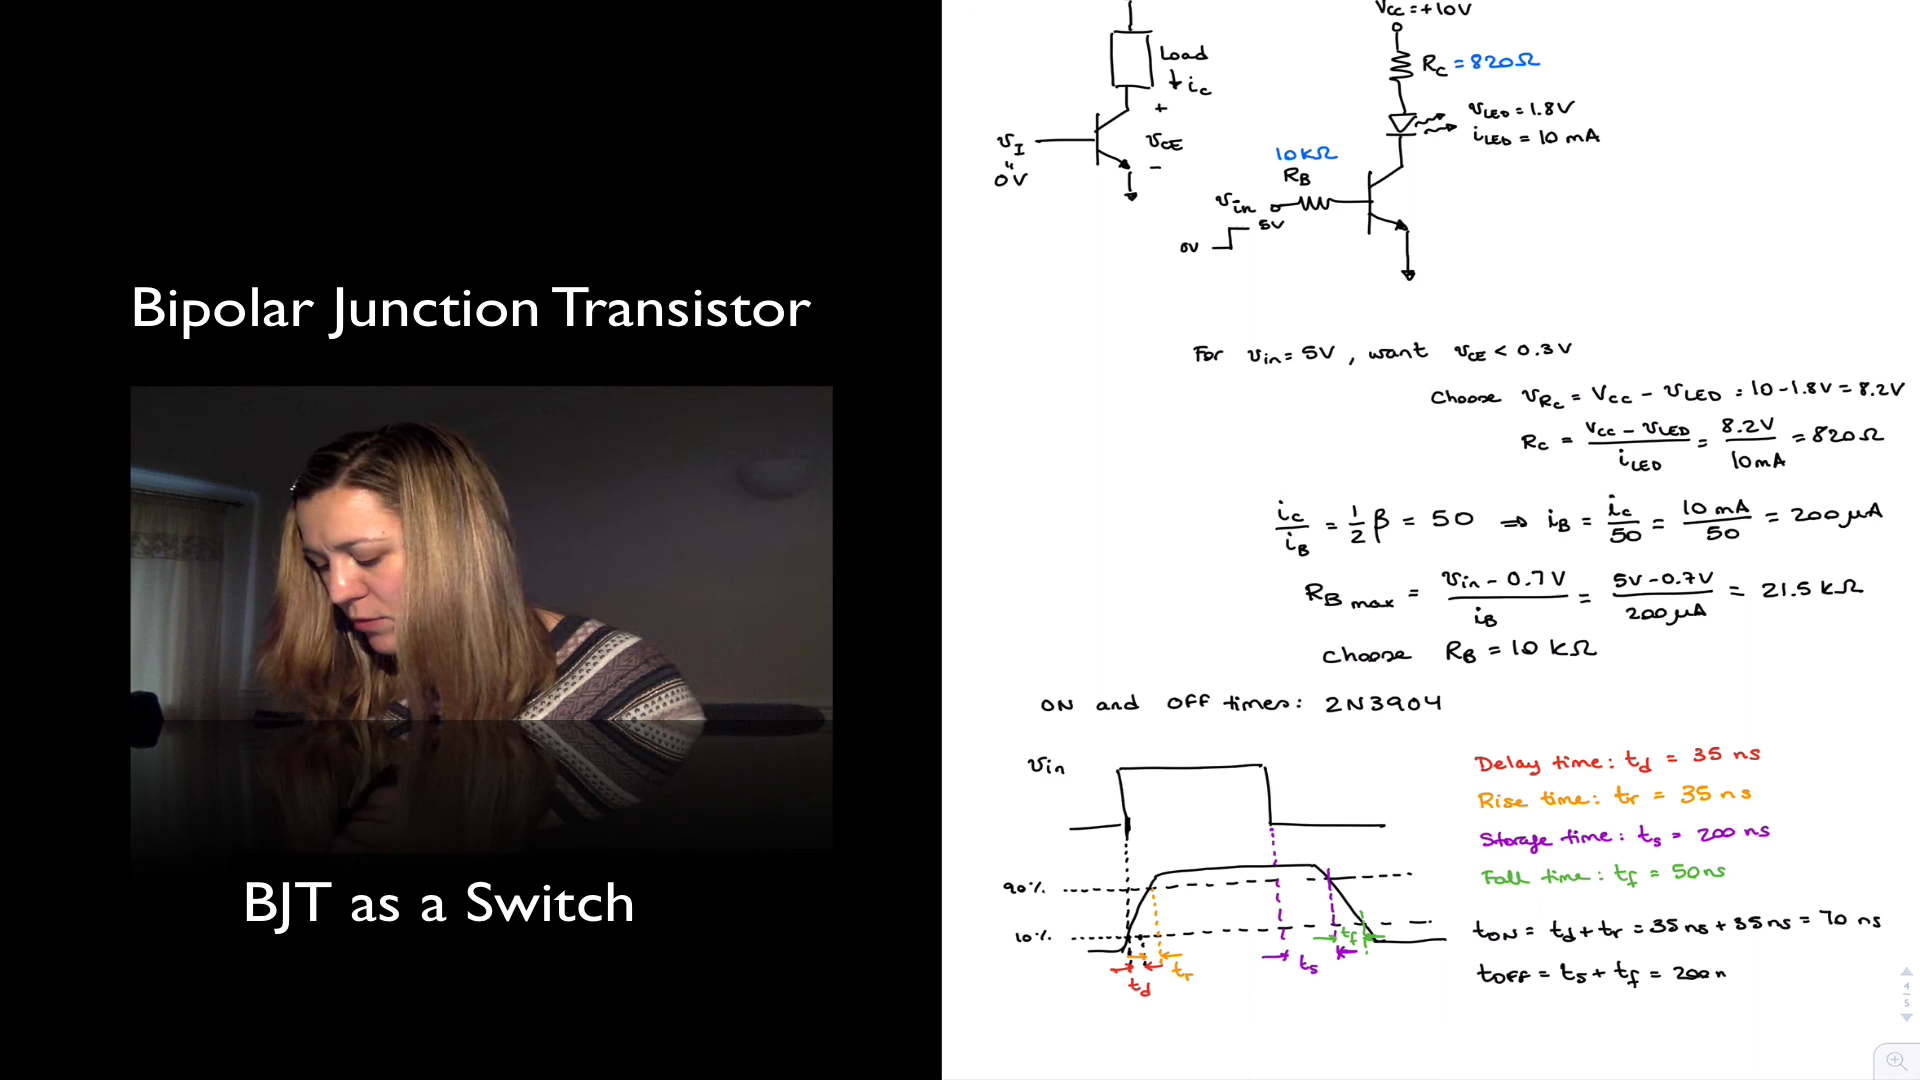 Bipolar Junction Transistor
BJT as a Switch
Load
↓ ic
+
vCE
−
vI
"
0V
VCC = +10V
RC = 820Ω
vLED = 1.8V
iLED = 10 mA
10KΩ
RB
vin
5V
0V
For vin = 5V , want vCE < 0.3V
Choose vRC = VCC − vLED = 10 − 1.8V = 8.2V
RC = (VCC − vLED)/iLED = 8.2V/10mA = 820Ω
ic/iB = 1/2 β = 50 ⇒ iB = ic/50 = 10 mA/50 = 200 μA
RB max = (vin − 0.7V)/iB = (5V − 0.7V)/200μA = 21.5 kΩ
Choose RB = 10 KΩ
ON and OFF times: 2N3904
vin
90%
10%
td
tr
ts
tf
Delay time: td = 35 ns
Rise time: tr = 35 ns
Storage time: ts = 200 ns
Fall time: tf = 50ns
tON = td + tr = 35 ns + 35 ns = 70 ns
tOFF = ts + tf = 200 n
4
5